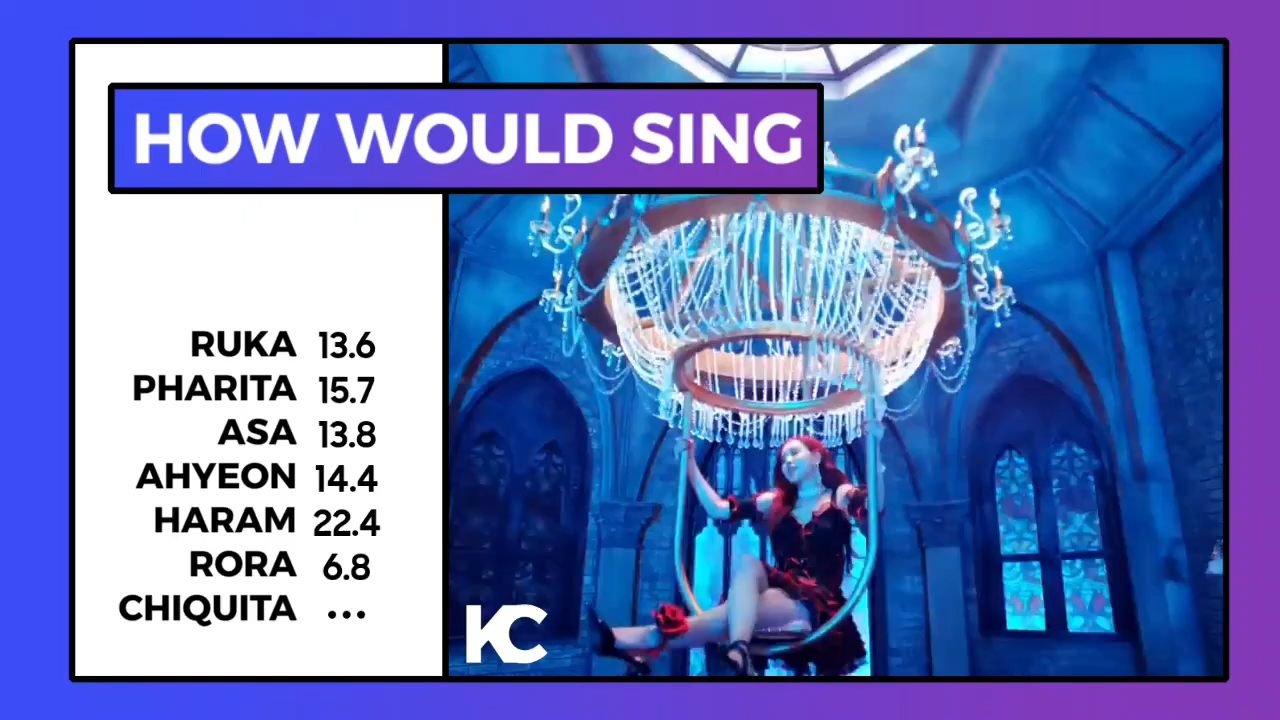 HOW WOULD SING
RUKA 13.6
PHARITA 15.7
ASA 13.8
AHYEON 14.4
HARAM 22.4
RORA 6.8
CHIQUITA ...
KC